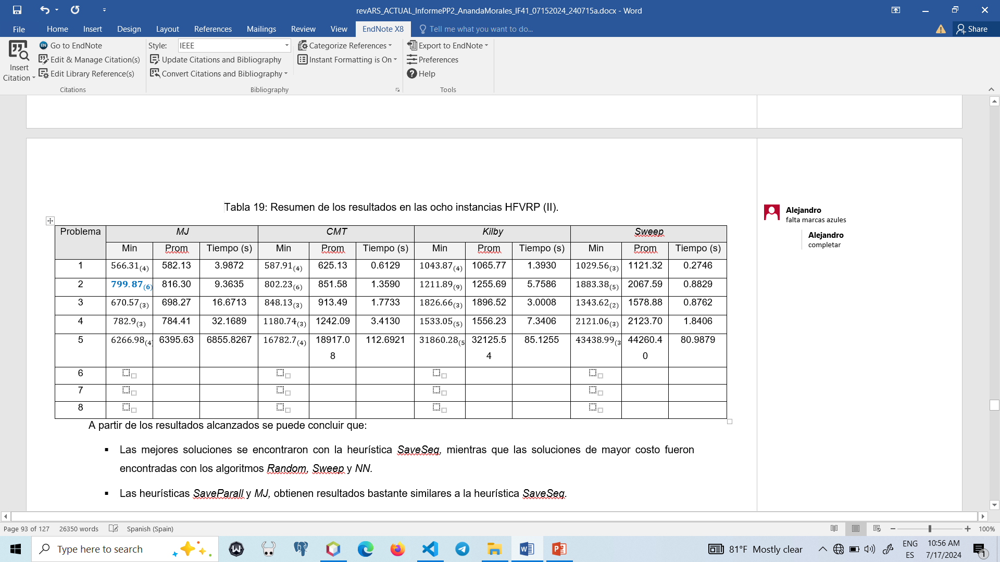 revARS_ACTUAL_InformePP2_AnandaMorales_IF41_07152024_240715a.docx - Word
File Home Insert Design Layout References Mailings Review View EndNote X8 Tell me what you want to do... Share
Insert Citation
Go to EndNote
Edit & Manage Citation(s)
Edit Library Reference(s)
Citations
Style: IEEE
Update Citations and Bibliography
Convert Citations and Bibliography
Categorize References
Instant Formatting is On
Bibliography
Export to EndNote
Preferences
Help
Tools
Tabla 19: Resumen de los resultados en las ocho instancias HFVRP (II).
Problema MJ CMT Kilby Sweep
Min Prom Tiempo (s) Min Prom Tiempo (s) Min Prom Tiempo (s) Min Prom Tiempo (s)
1 566.31(4) 582.13 3.9872 587.91(4) 625.13 0.6129 1043.87(4) 1065.77 1.3930 1029.56(3) 1121.32 0.2746
2 799.87(6) 816.30 9.3635 802.23(6) 851.58 1.3590 1211.89(9) 1255.69 5.7586 1883.38(5) 2067.59 0.8829
3 670.57(3) 698.27 16.6713 848.13(3) 913.49 1.7733 1826.66(3) 1896.52 3.0008 1343.62(2) 1578.88 0.8762
4 782.9(3) 784.41 32.1689 1180.74(3) 1242.09 3.4130 1533.05(5) 1556.23 7.3406 2121.06(3) 2123.70 1.8406
5 6266.98(4 6395.63 6855.8267 16782.7(4) 18917.08 112.6921 31860.28(5 32125.54 85.1255 43438.99(3 44260.40 80.9879
6
7
8
A partir de los resultados alcanzados se puede concluir que:
▪ Las mejores soluciones se encontraron con la heurística SaveSeq, mientras que las soluciones de mayor costo fueron
encontradas con los algoritmos Random, Sweep y NN.
▪ Las heurísticas SaveParall y MJ, obtienen resultados bastante similares a la heurística SaveSeq.
Alejandro
falta marcas azules
Alejandro
completar
Page 93 of 127 26350 words Spanish (Spain) 100%
Type here to search
81°F Mostly clear
ENG
ES
10:56 AM
7/17/2024
1